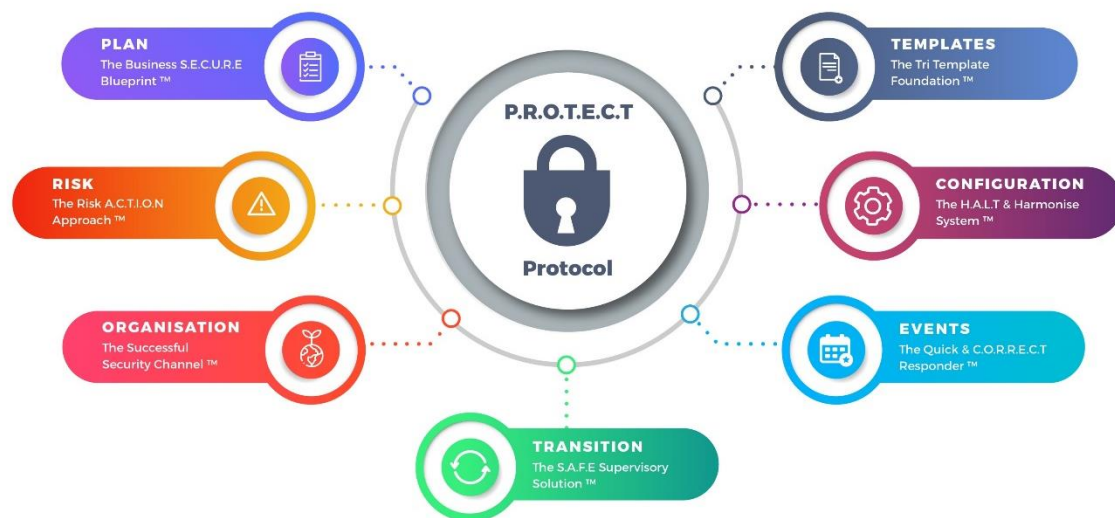 PLAN
The Business S.E.C.U.R.E
Blueprint ™
RISK
The Risk A.C.T.I.O.N
Approach ™
ORGANISATION
The Successful
Security Channel ™
TRANSITION
The S.A.F.E Supervisory
Solution ™
EVENTS
The Quick & C.O.R.R.E.C.T
Responder ™
CONFIGURATION
The H.A.L.T & Harmonise
System ™
TEMPLATES
The Tri Template
Foundation ™
P.R.O.T.E.C.T
Protocol